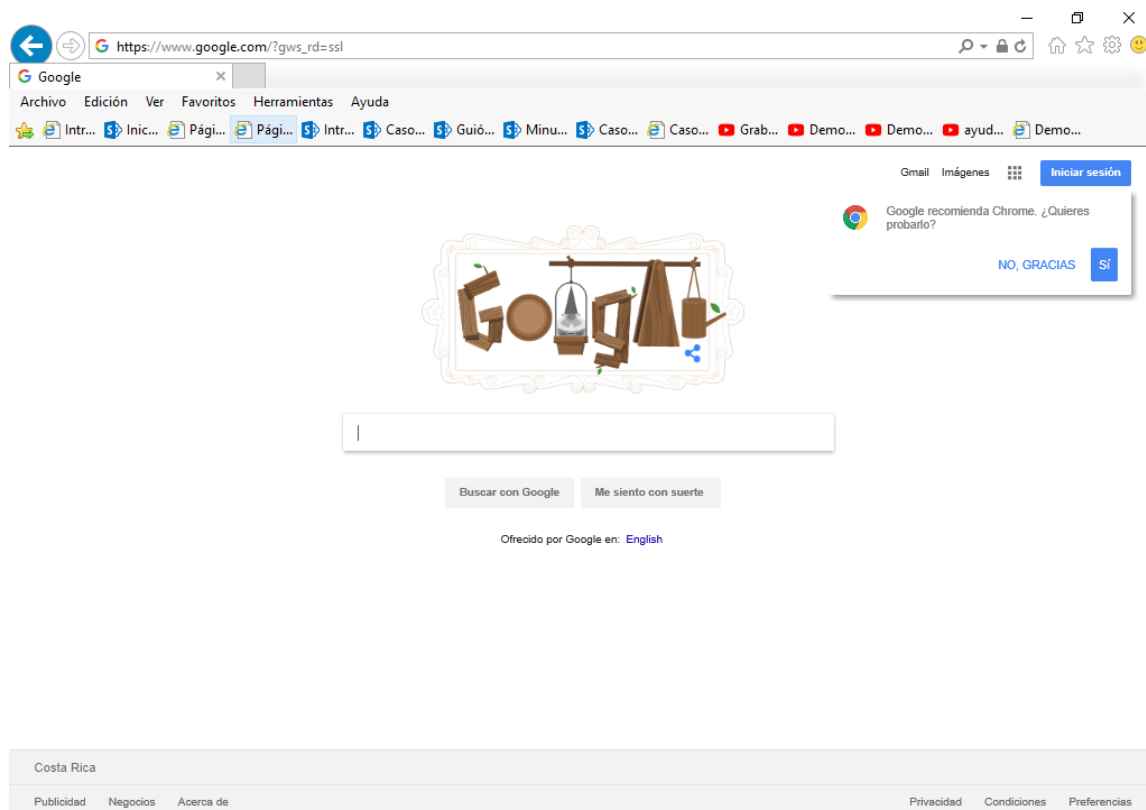 https://www.google.com/?gws_rd=ssl
Google
Archivo Edición Ver Favoritos Herramientas Ayuda
Intr... Inic... Pági... Pági... Intr... Caso... Guió... Minu... Caso... Caso... Grab... Demo... Demo... ayud... Demo...
Gmail Imágenes Iniciar sesión
Google recomienda Chrome. ¿Quieres
probarlo?
NO, GRACIAS SÍ
Google
Buscar con Google Me siento con suerte
Ofrecido por Google en: English
Costa Rica
Publicidad Negocios Acerca de Privacidad Condiciones Preferencias